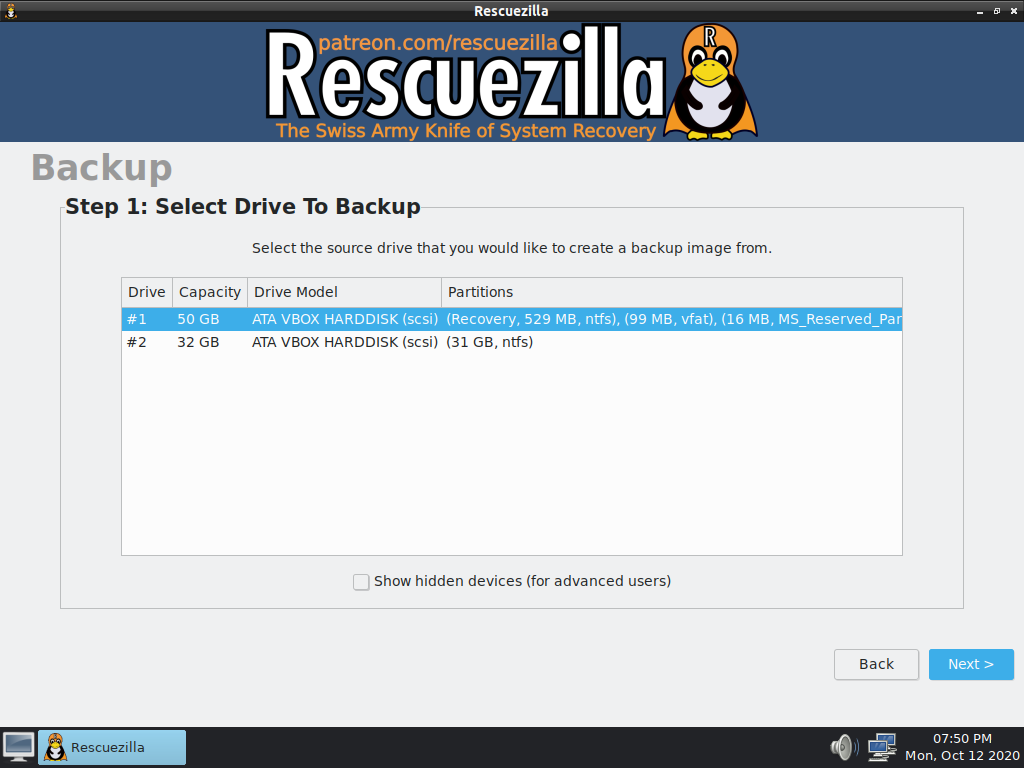 Rescuezilla
patreon.com/rescuezilla
Rescuezilla
R
The Swiss Army Knife of System Recovery
Backup
Step 1: Select Drive To Backup
Select the source drive that you would like to create a backup image from.
Drive Capacity Drive Model Partitions
#1 50 GB ATA VBOX HARDDISK (scsi) (Recovery, 529 MB, ntfs), (99 MB, vfat), (16 MB, MS_Reserved_Par
#2 32 GB ATA VBOX HARDDISK (scsi) (31 GB, ntfs)
Show hidden devices (for advanced users)
Back Next >
Rescuezilla
07:50 PM
Mon, Oct 12 2020